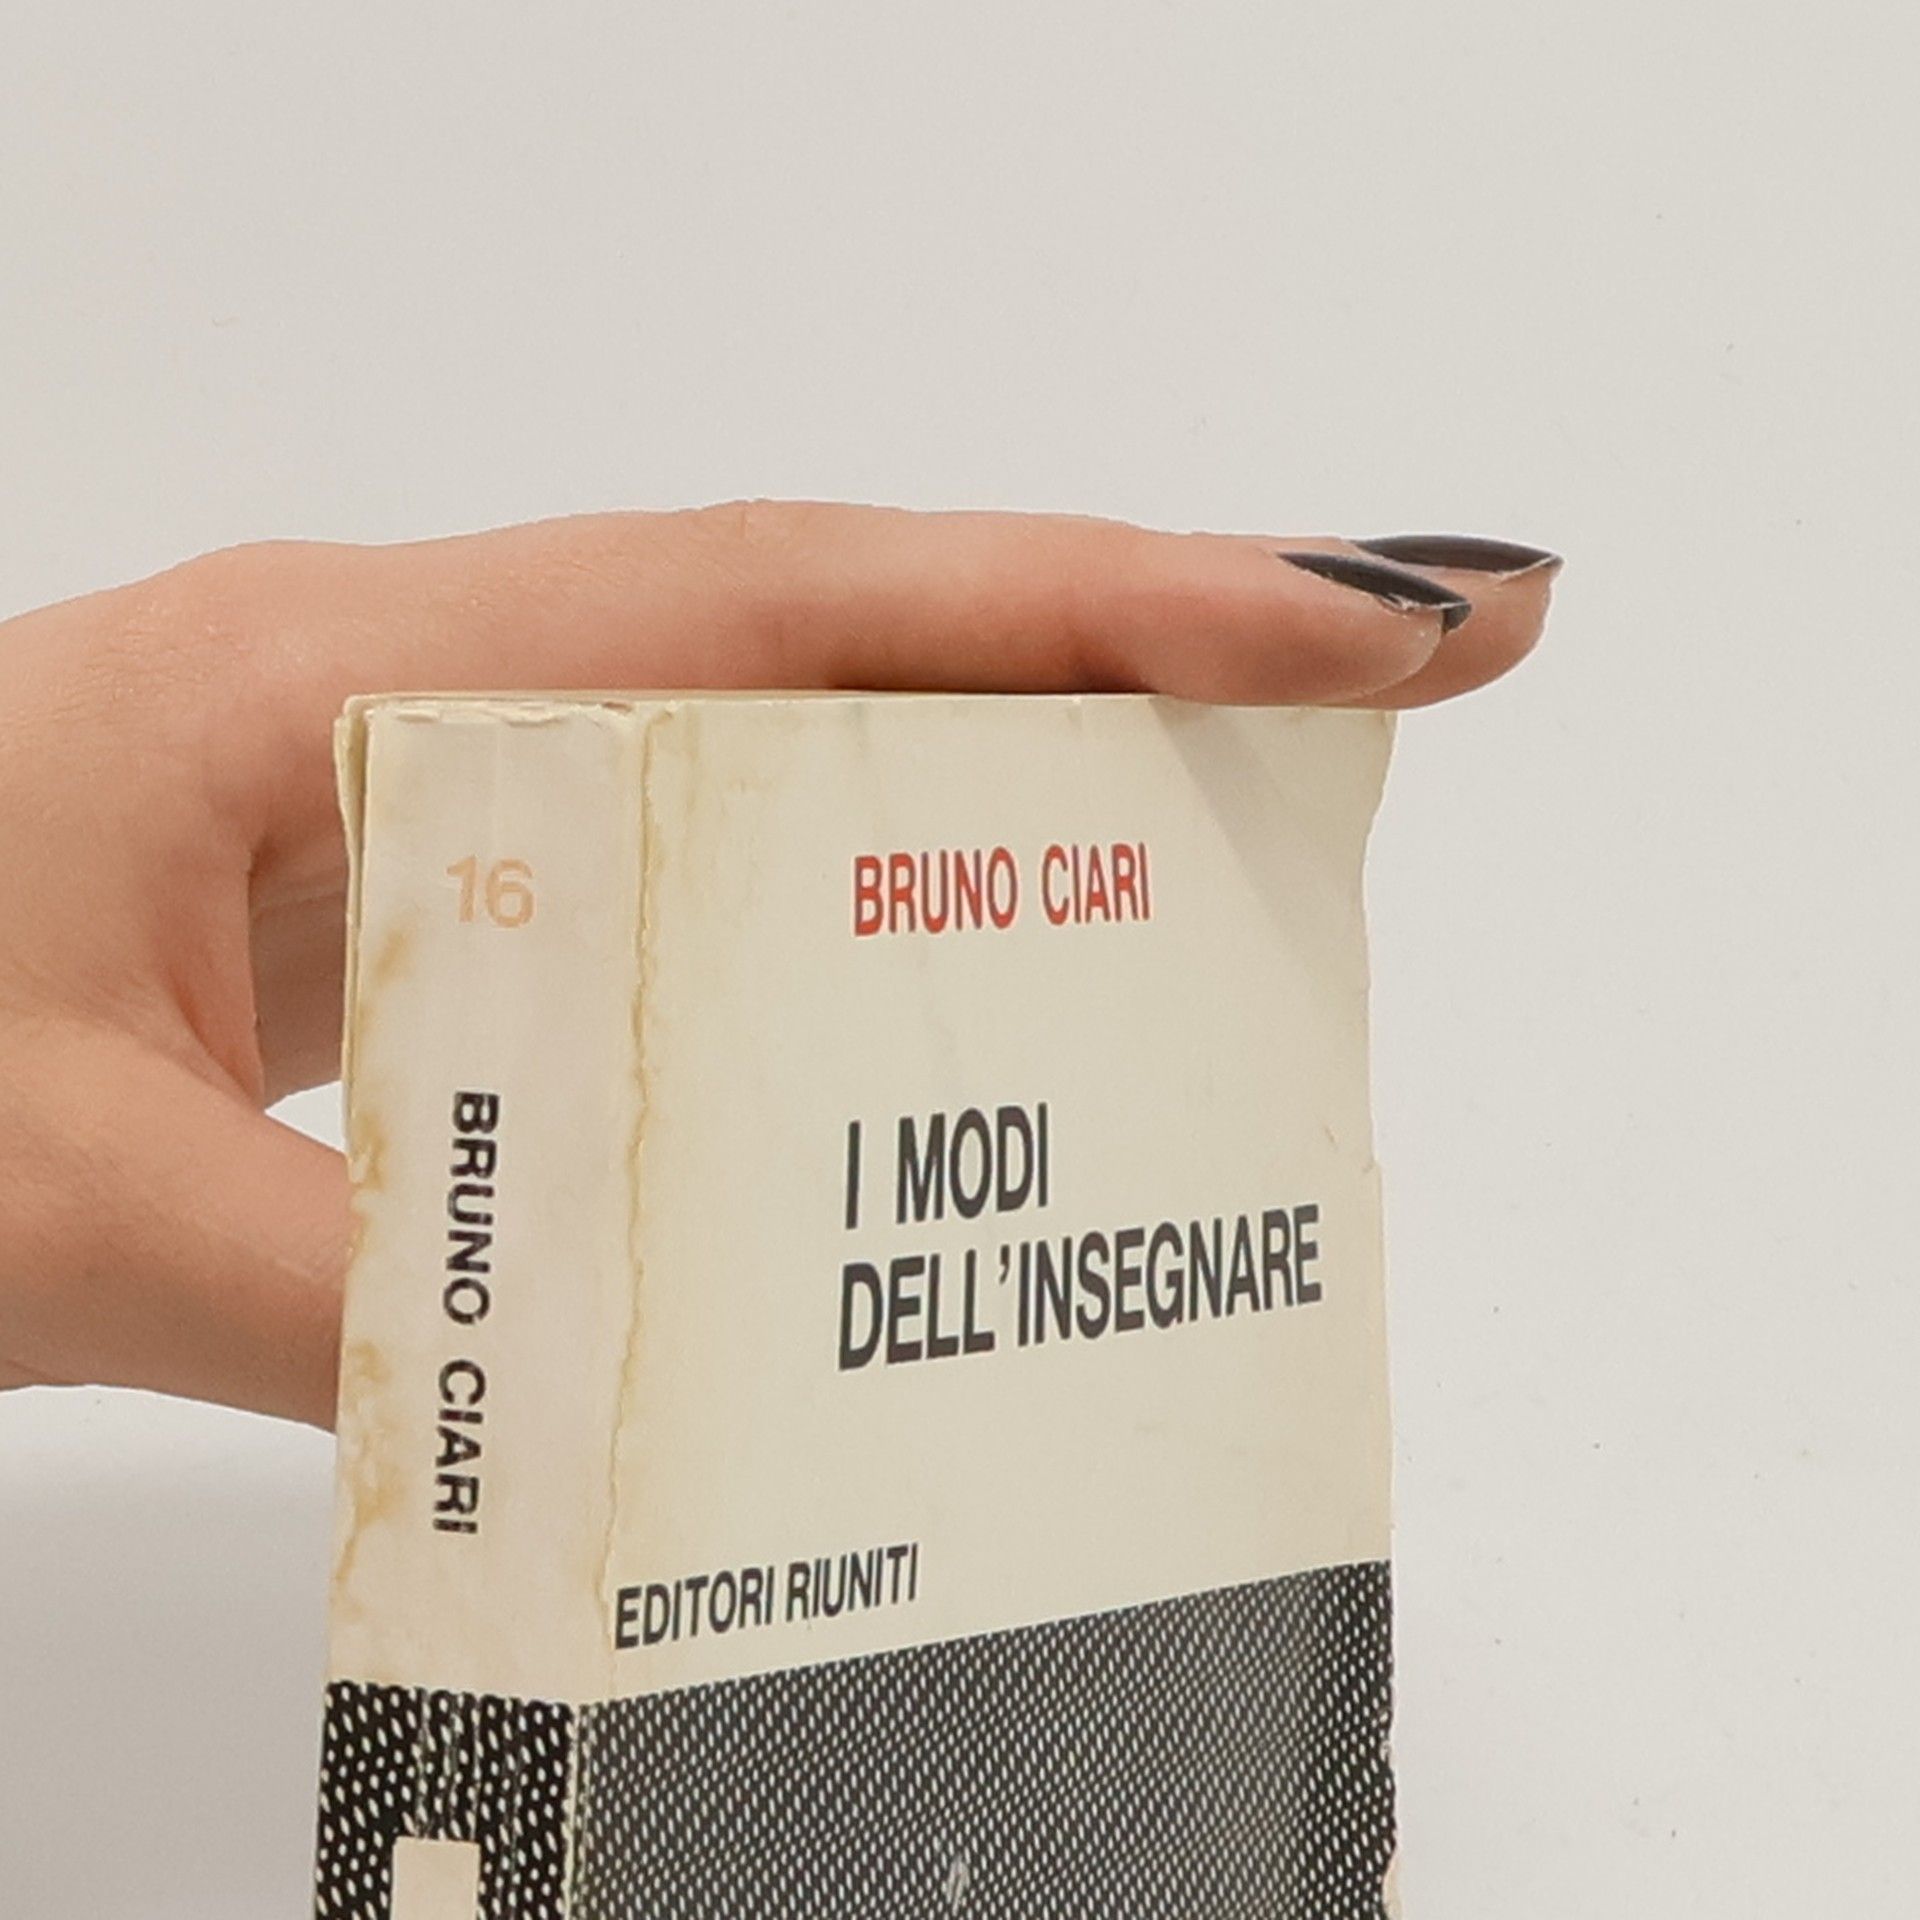 16
BRUNO CIARI
BRUNO CIARI
I MODI
DELL'INSEGNARE
EDITORI RIUNITI